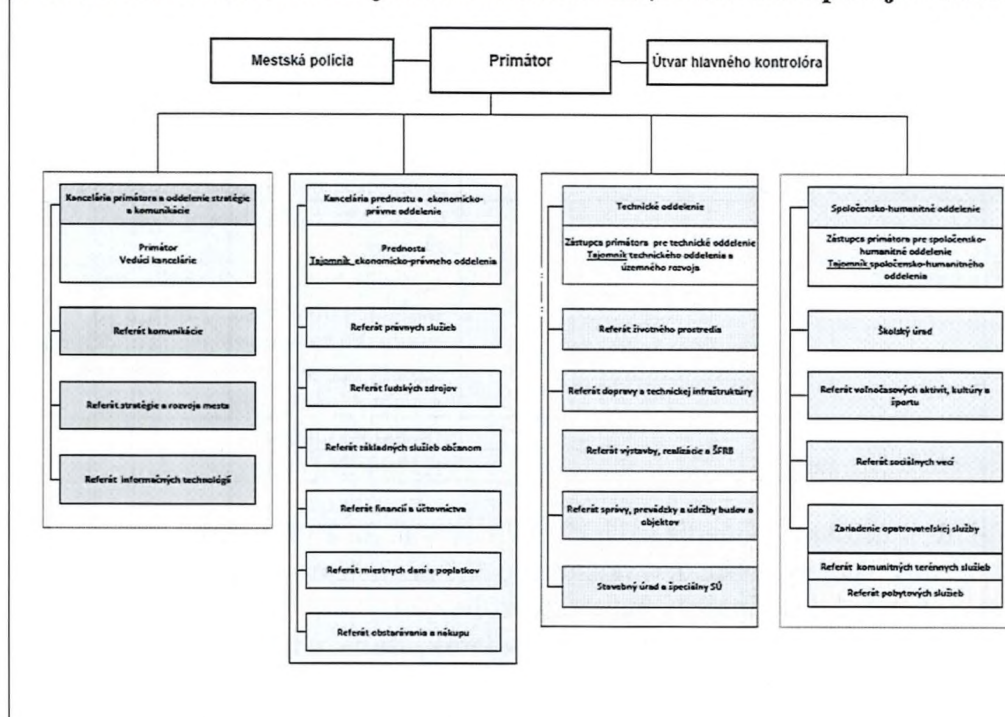 Mestská polícia
Primátor
Útvar hlavného kontrolóra
Kancelária primátora a oddelenie stratégie
a komunikácie
Primátor
Vedúci kancelárie
Referát komunikácie
Referát stratégie a rozvoja mesta
Referát informačných technológií
Kancelária prednostu a ekonomicko-
právne oddelenie
Prednosta
Tajomník ekonomicko-právneho oddelenia
Referát právnych služieb
Referát ľudských zdrojov
Referát základných služieb občanom
Referát financií a účtovníctva
Referát miestnych daní a poplatkov
Referát obstarávania a nákupu
Technické oddelenie
Zástupca primátora pre technické oddelenie
Tajomník technického oddelenia a
územného rozvoja
Referát životného prostredia
Referát dopravy a technickej infraštruktúry
Referát výstavby, realizácie a ŠFRB
Referát správy, prevádzky a údržby budov a
objektov
Stavebný úrad a špeciálny SÚ
Spoločensko-humanitné oddelenie
Zástupca primátora pre spoločensko-
humanitné oddelenie
Tajomník spoločensko-humanitného
oddelenia
Školský úrad
Referát voľnočasových aktivít, kultúry a
športu
Referát sociálnych vecí
Zariadenie opatrovateľskej služby
Referát komunitných terénnych služieb
Referát pobytových služieb